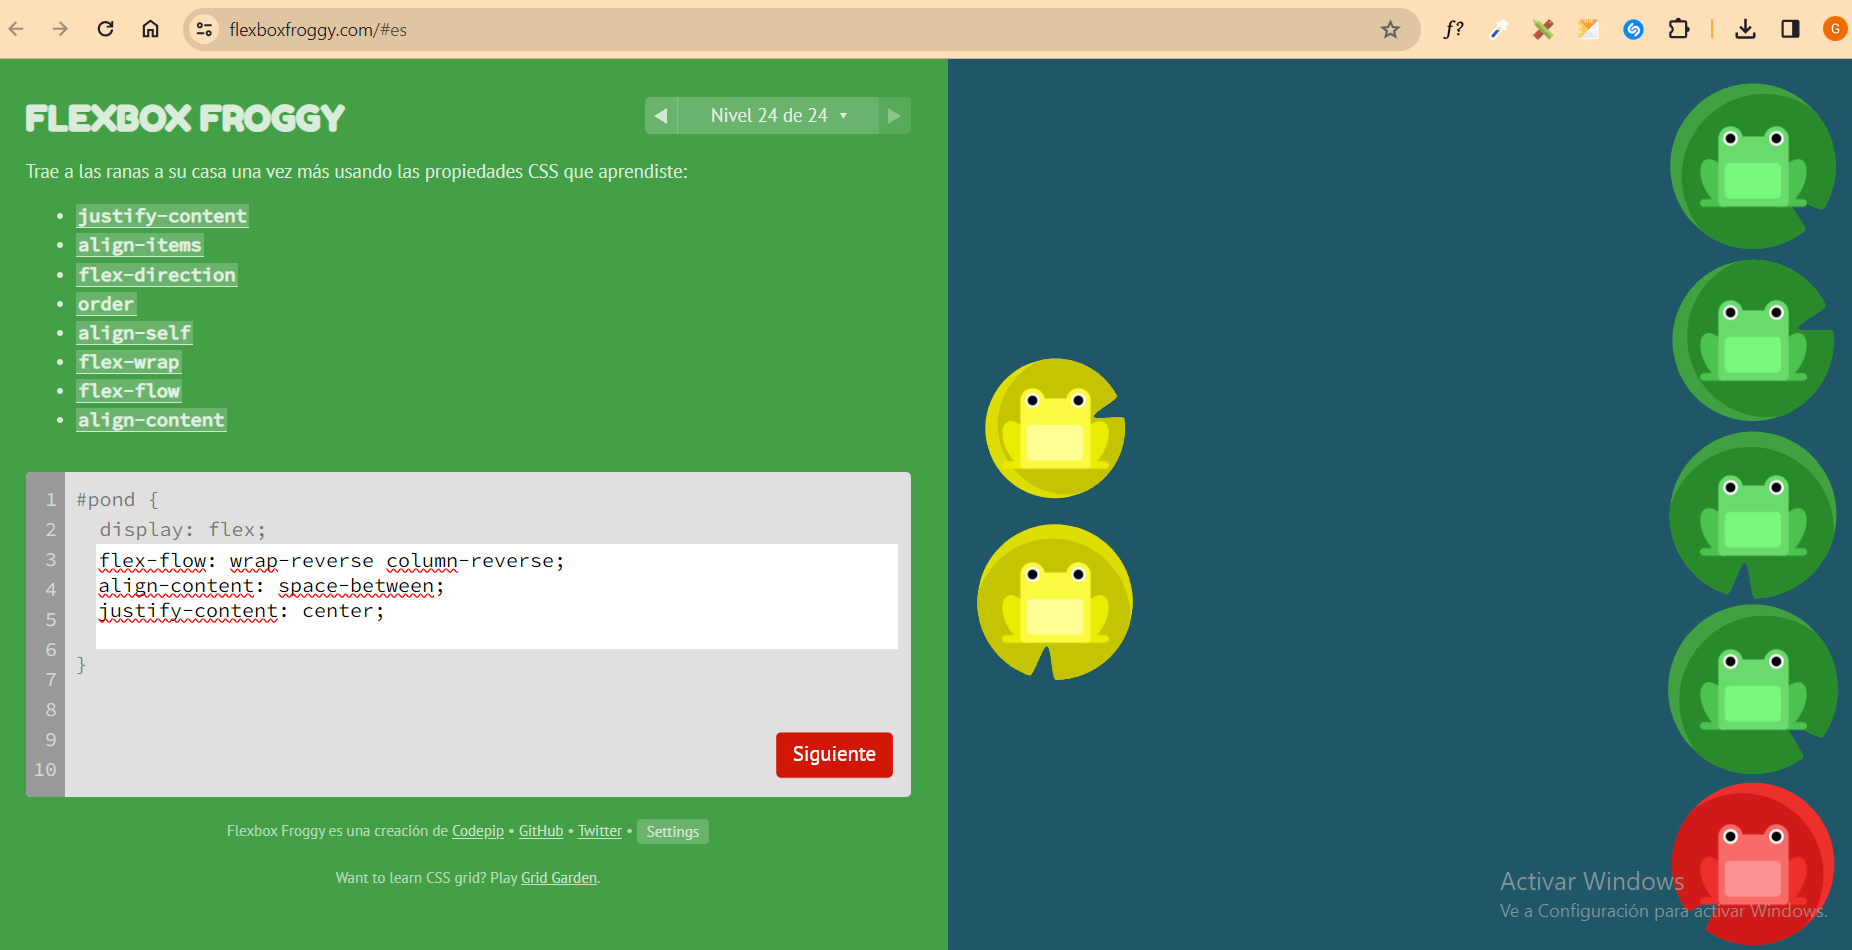 flexboxfroggy.com/#es
f?
G
FLEXBOX FROGGY
◀ Nivel 24 de 24 ▾ ▶
Trae a las ranas a su casa una vez más usando las propiedades CSS que aprendiste:
• justify-content
• align-items
• flex-direction
• order
• align-self
• flex-wrap
• flex-flow
• align-content
1 #pond {
2 display: flex;
3 flex-flow: wrap-reverse column-reverse;
4 align-content: space-between;
5 justify-content: center;
6 }
7
8
9
10
Siguiente
Flexbox Froggy es una creación de Codepip • GitHub • Twitter • Settings
Want to learn CSS grid? Play Grid Garden.
Activar Windows
Ve a Configuración para activar Windows.